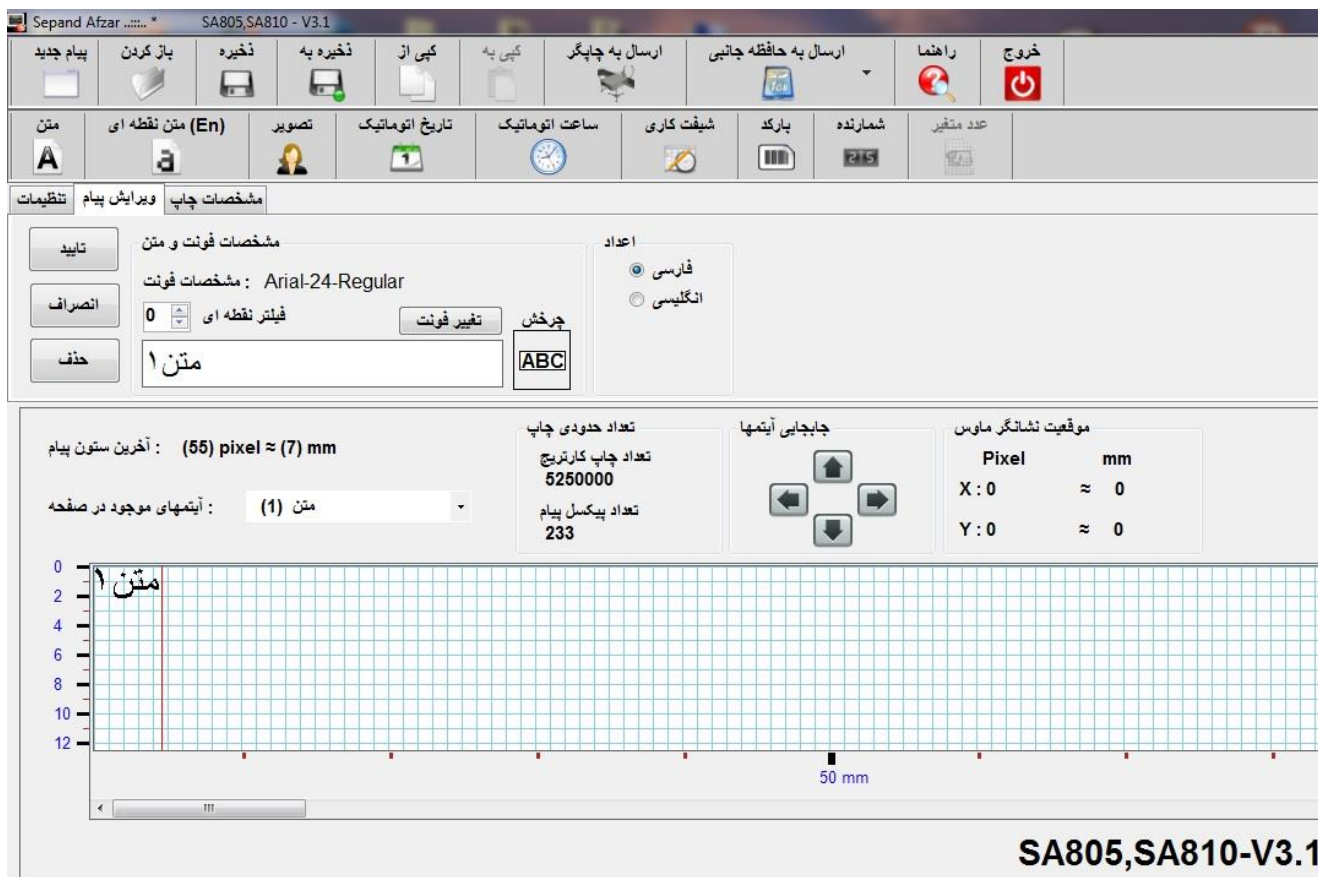 Sepand Afzar ..::.. * SA805,SA810 - V3.1
پیام جدید باز کردن ذخیره ذخیره به کپی از کپی به ارسال به چاپگر ارسال به حافظه جانبی راهنما خروج
متن متن نقطه ای (En) تصویر تاریخ اتوماتیک ساعت اتوماتیک شیفت کاری بارکد شمارنده عدد متغیر
تنظیمات ویرایش پیام مشخصات چاپ
تایید
انصراف
حذف
مشخصات فونت و متن
مشخصات فونت : Arial-24-Regular
فیلتر نقطه ای 0 تغییر فونت
چرخش
ABC
متن ۱
اعداد
فارسی
انگلیسی
آخرین ستون پیام : (55) pixel ≈ (7) mm
آیتمهای موجود در صفحه : متن (1)
تعداد حدودی چاپ
تعداد چاپ کارتریج
5250000
تعداد پیکسل پیام
233
جابجایی آیتمها
موقعیت نشانگر ماوس
Pixel mm
X : 0 ≈ 0
Y : 0 ≈ 0
متن ۱
0
2
4
6
8
10
12
50 mm
SA805,SA810-V3.1